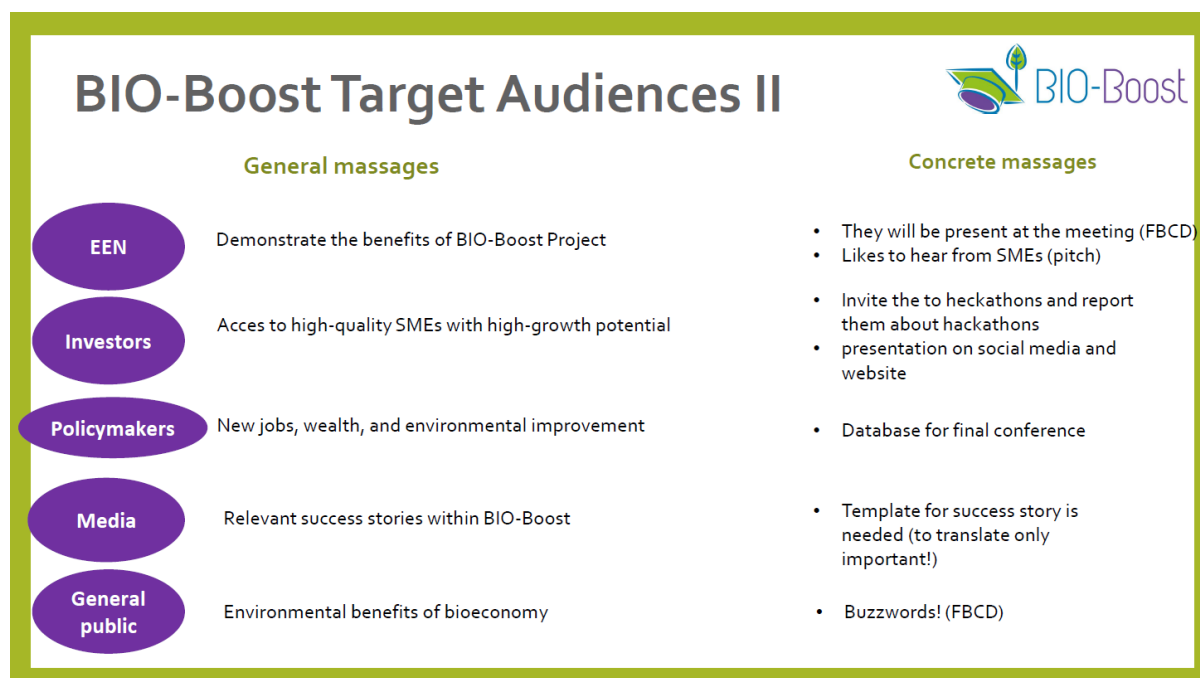 BIO-Boost Target Audiences II
BIO-Boost
General massages
Concrete massages
EEN
Demonstrate the benefits of BIO-Boost Project
• They will be present at the meeting (FBCD)
• Likes to hear from SMEs (pitch)
Investors
Acces to high-quality SMEs with high-growth potential
• Invite the to heckathons and report
them about hackathons
• presentation on social media and
website
Policymakers
New jobs, wealth, and environmental improvement
• Database for final conference
Media
Relevant success stories within BIO-Boost
• Template for success story is
needed (to translate only
important!)
General
public
Environmental benefits of bioeconomy
• Buzzwords! (FBCD)